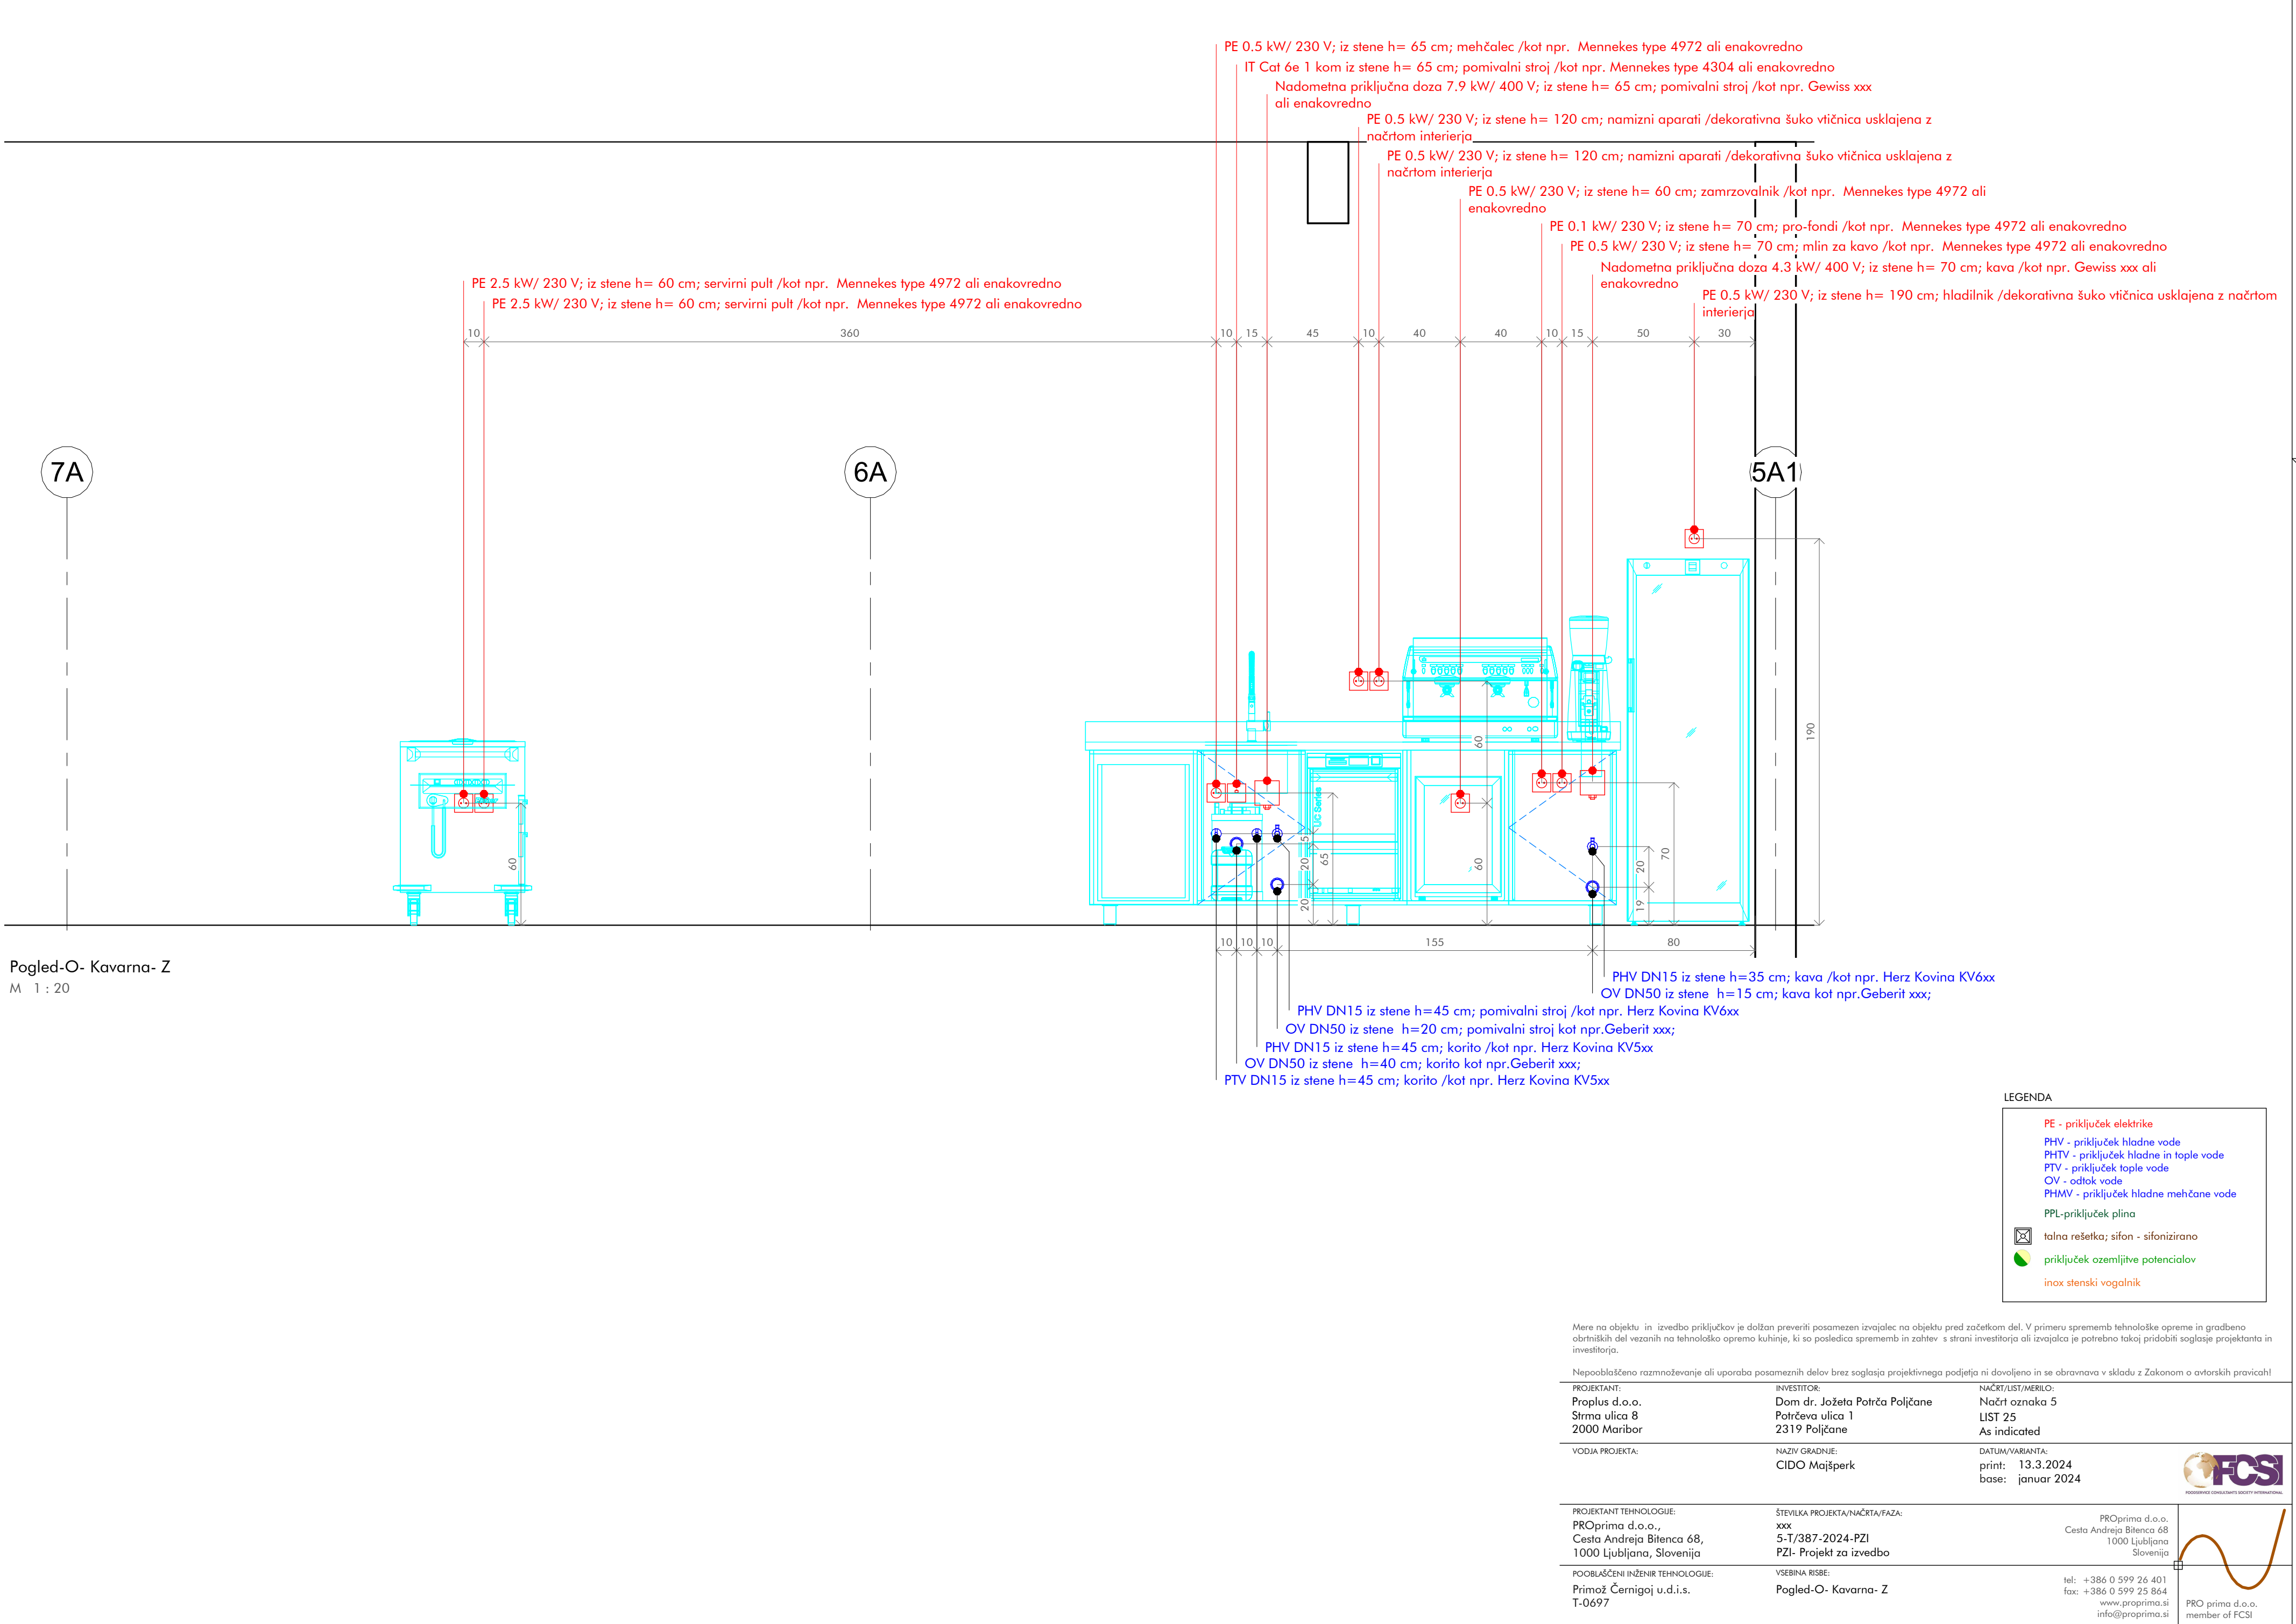 PE 0.5 kW/ 230 V; iz stene h= 65 cm; mehčalec /kot npr.  Mennekes type 4972 ali enakovredno
IT Cat 6e 1 kom iz stene h= 65 cm; pomivalni stroj /kot npr. Mennekes type 4304 ali enakovredno
Nadometna priključna doza 7.9 kW/ 400 V; iz stene h= 65 cm; pomivalni stroj /kot npr. Gewiss xxx
ali enakovredno
PE 0.5 kW/ 230 V; iz stene h= 120 cm; namizni aparati /dekorativna šuko vtičnica usklajena z
načrtom interierja
PE 0.5 kW/ 230 V; iz stene h= 120 cm; namizni aparati /dekorativna šuko vtičnica usklajena z
načrtom interierja
PE 0.5 kW/ 230 V; iz stene h= 60 cm; zamrzovalnik /kot npr.  Mennekes type 4972 ali
enakovredno
PE 0.1 kW/ 230 V; iz stene h= 70 cm; pro-fondi /kot npr.  Mennekes type 4972 ali enakovredno
PE 0.5 kW/ 230 V; iz stene h= 70 cm; mlin za kavo /kot npr.  Mennekes type 4972 ali enakovredno
Nadometna priključna doza 4.3 kW/ 400 V; iz stene h= 70 cm; kava /kot npr. Gewiss xxx ali
enakovredno
PE 0.5 kW/ 230 V; iz stene h= 190 cm; hladilnik /dekorativna šuko vtičnica usklajena z načrtom
interierja
PE 2.5 kW/ 230 V; iz stene h= 60 cm; servirni pult /kot npr.  Mennekes type 4972 ali enakovredno
PE 2.5 kW/ 230 V; iz stene h= 60 cm; servirni pult /kot npr.  Mennekes type 4972 ali enakovredno
10 360 10 15 45 10 40 40 10 15 50 30
7A 6A 5A1
190
60
60
UC Series
5
20
65
20
60
70
20
19
10 10 10 155 80
Pogled-O- Kavarna- Z
M 1 : 20
PHV DN15 iz stene h=35 cm; kava /kot npr. Herz Kovina KV6xx
OV DN50 iz stene  h=15 cm; kava kot npr.Geberit xxx;
PHV DN15 iz stene h=45 cm; pomivalni stroj /kot npr. Herz Kovina KV6xx
OV DN50 iz stene  h=20 cm; pomivalni stroj kot npr.Geberit xxx;
PHV DN15 iz stene h=45 cm; korito /kot npr. Herz Kovina KV5xx
OV DN50 iz stene  h=40 cm; korito kot npr.Geberit xxx;
PTV DN15 iz stene h=45 cm; korito /kot npr. Herz Kovina KV5xx
LEGENDA
PE - priključek elektrike
PHV - priključek hladne vode
PHTV - priključek hladne in tople vode
PTV - priključek tople vode
OV - odtok vode
PHMV - priključek hladne mehčane vode
PPL-priključek plina
talna rešetka; sifon - sifonizirano
priključek ozemljitve potencialov
inox stenski vogalnik
Mere na objektu  in  izvedbo priključkov je dolžan preveriti posamezen izvajalec na objektu pred začetkom del. V primeru sprememb tehnološke opreme in gradbeno
obrtniških del vezanih na tehnološko opremo kuhinje, ki so posledica sprememb in zahtev  s strani investitorja ali izvajalca je potrebno takoj pridobiti soglasje projektanta in
investitorja.
Nepooblaščeno razmnoževanje ali uporaba posameznih delov brez soglasja projektivnega podjetja ni dovoljeno in se obravnava v skladu z Zakonom o avtorskih pravicah!
PROJEKTANT:
Proplus d.o.o.
Strma ulica 8
2000 Maribor
INVESTITOR:
Dom dr. Jožeta Potrča Poljčane
Potrčeva ulica 1
2319 Poljčane
NAČRT/LIST/MERILO:
Načrt oznaka 5
LIST 25
As indicated
VODJA PROJEKTA:
NAZIV GRADNJE:
CIDO Majšperk
DATUM/VARIANTA:
print: 13.3.2024
base: januar 2024
FCSI
FOODSERVICE CONSULTANTS SOCIETY INTERNATIONAL
PROJEKTANT TEHNOLOGIJE:
PROprima d.o.o.,
Cesta Andreja Bitenca 68,
1000 Ljubljana, Slovenija
ŠTEVILKA PROJEKTA/NAČRTA/FAZA:
xxx
5-T/387-2024-PZI
PZI- Projekt za izvedbo
PROprima d.o.o.
Cesta Andreja Bitenca 68
1000 Ljubljana
Slovenija
POOBLAŠČENI INŽENIR TEHNOLOGIJE:
Primož Černigoj u.d.i.s.
T-0697
VSEBINA RISBE:
Pogled-O- Kavarna- Z
tel: +386 0 599 26 401
fax: +386 0 599 25 864
www.proprima.si
info@proprima.si
PRO prima d.o.o.
member of FCSI